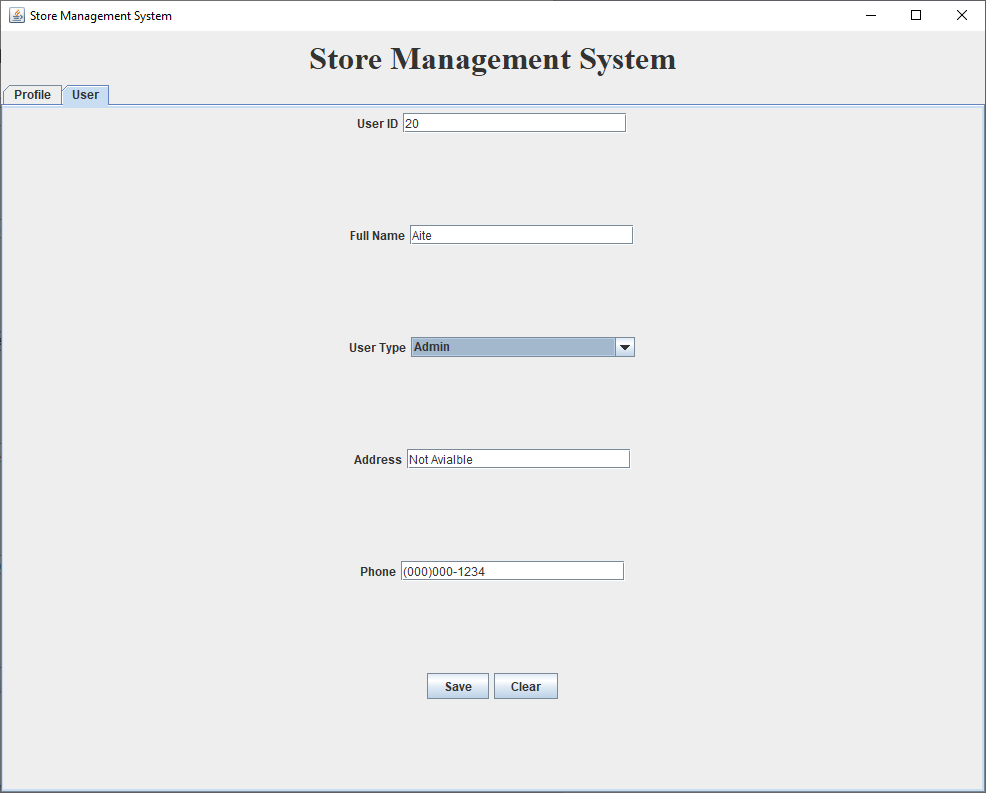 Store Management System
Store Management System
Profile User
User ID 20
Full Name Aite
User Type Admin
Address Not Avialble
Phone (000)000-1234
Save Clear